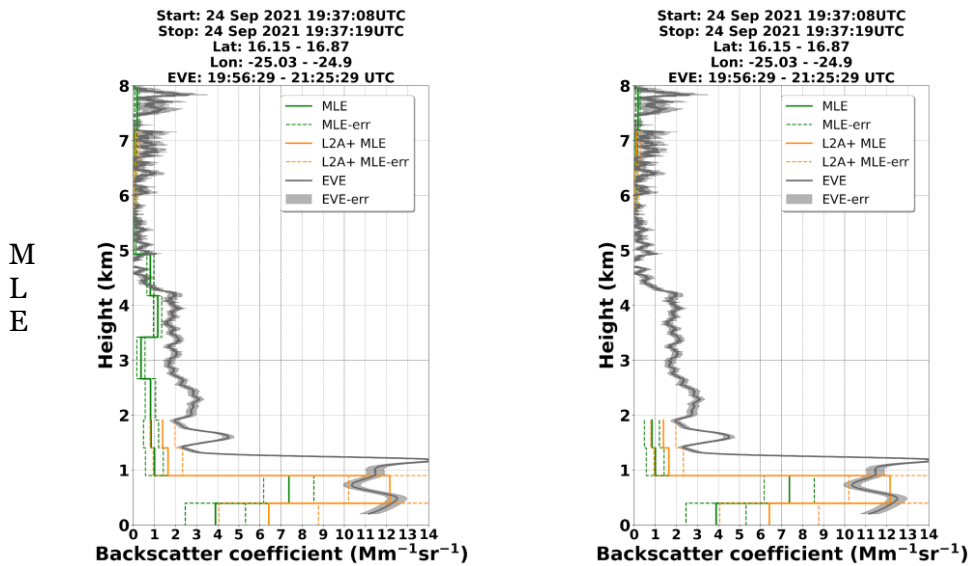 Start: 24 Sep 2021 19:37:08UTC
Stop: 24 Sep 2021 19:37:19UTC
Lat: 16.15 - 16.87
Lon: -25.03 - -24.9
EVE: 19:56:29 - 21:25:29 UTC
M
L
E
Height (km)
8
7
6
5
4
3
2
1
0
MLE
MLE-err
L2A+ MLE
L2A+ MLE-err
EVE
EVE-err
0 1 2 3 4 5 6 7 8 9 10 11 12 13 14
Backscatter coefficient (Mm⁻¹sr⁻¹)
Start: 24 Sep 2021 19:37:08UTC
Stop: 24 Sep 2021 19:37:19UTC
Lat: 16.15 - 16.87
Lon: -25.03 - -24.9
EVE: 19:56:29 - 21:25:29 UTC
Height (km)
8
7
6
5
4
3
2
1
0
MLE
MLE-err
L2A+ MLE
L2A+ MLE-err
EVE
EVE-err
0 1 2 3 4 5 6 7 8 9 10 11 12 13 14
Backscatter coefficient (Mm⁻¹sr⁻¹)